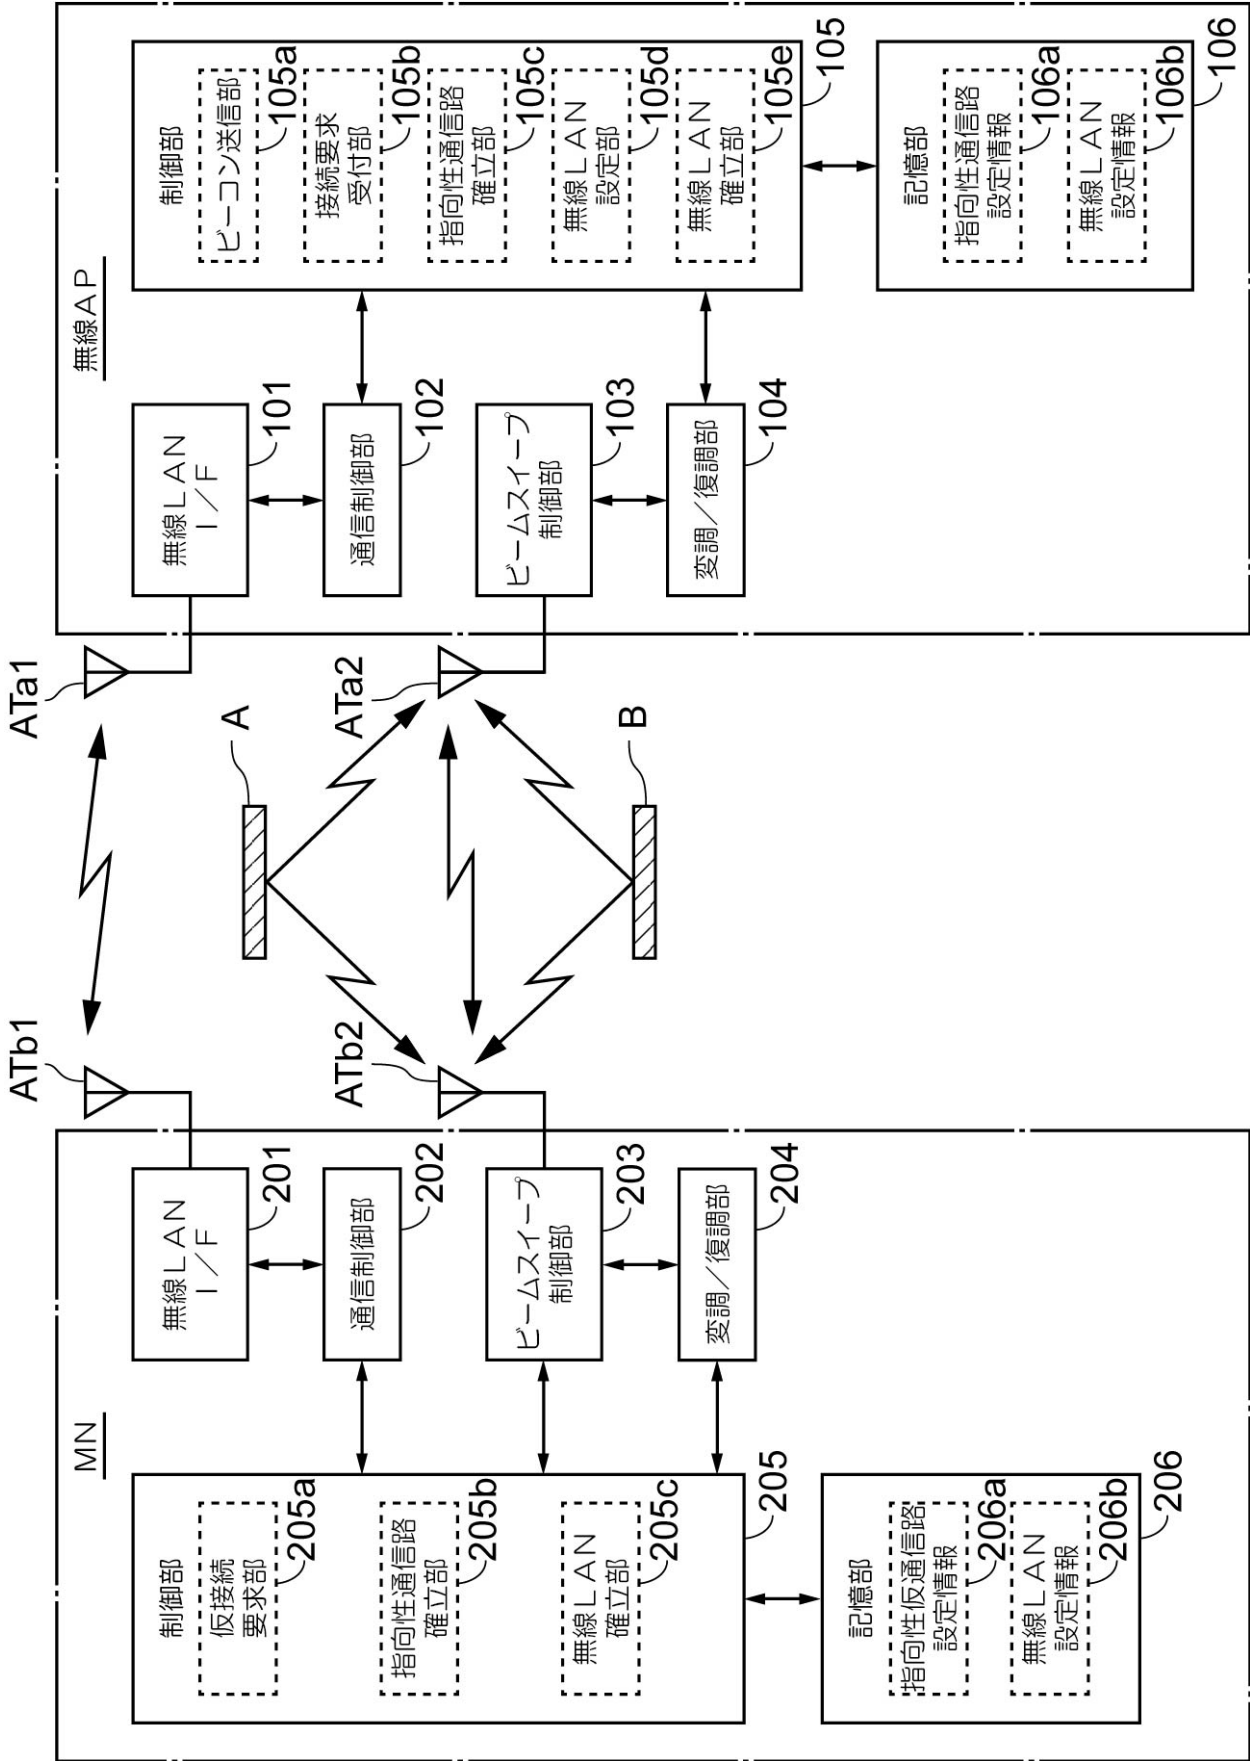 MN
制御部
仮接続
要求部
205a
指向性通信路
確立部
205b
無線LAN
確立部
205c
205
記憶部
指向性仮通信路
設定情報
206a
無線LAN
設定情報
206b
206
無線LAN
I/F
201
通信制御部
202
ビームスイープ
制御部
203
変調/復調部
204
ATb1
ATb2
A
B
ATa1
ATa2
無線AP
無線LAN
I/F
101
通信制御部
102
ビームスイープ
制御部
103
変調/復調部
104
制御部
ビーコン送信部
105a
接続要求
受付部
105b
指向性通信路
確立部
105c
無線LAN
設定部
105d
無線LAN
確立部
105e
105
記憶部
指向性通信路
設定情報
106a
無線LAN
設定情報
106b
106